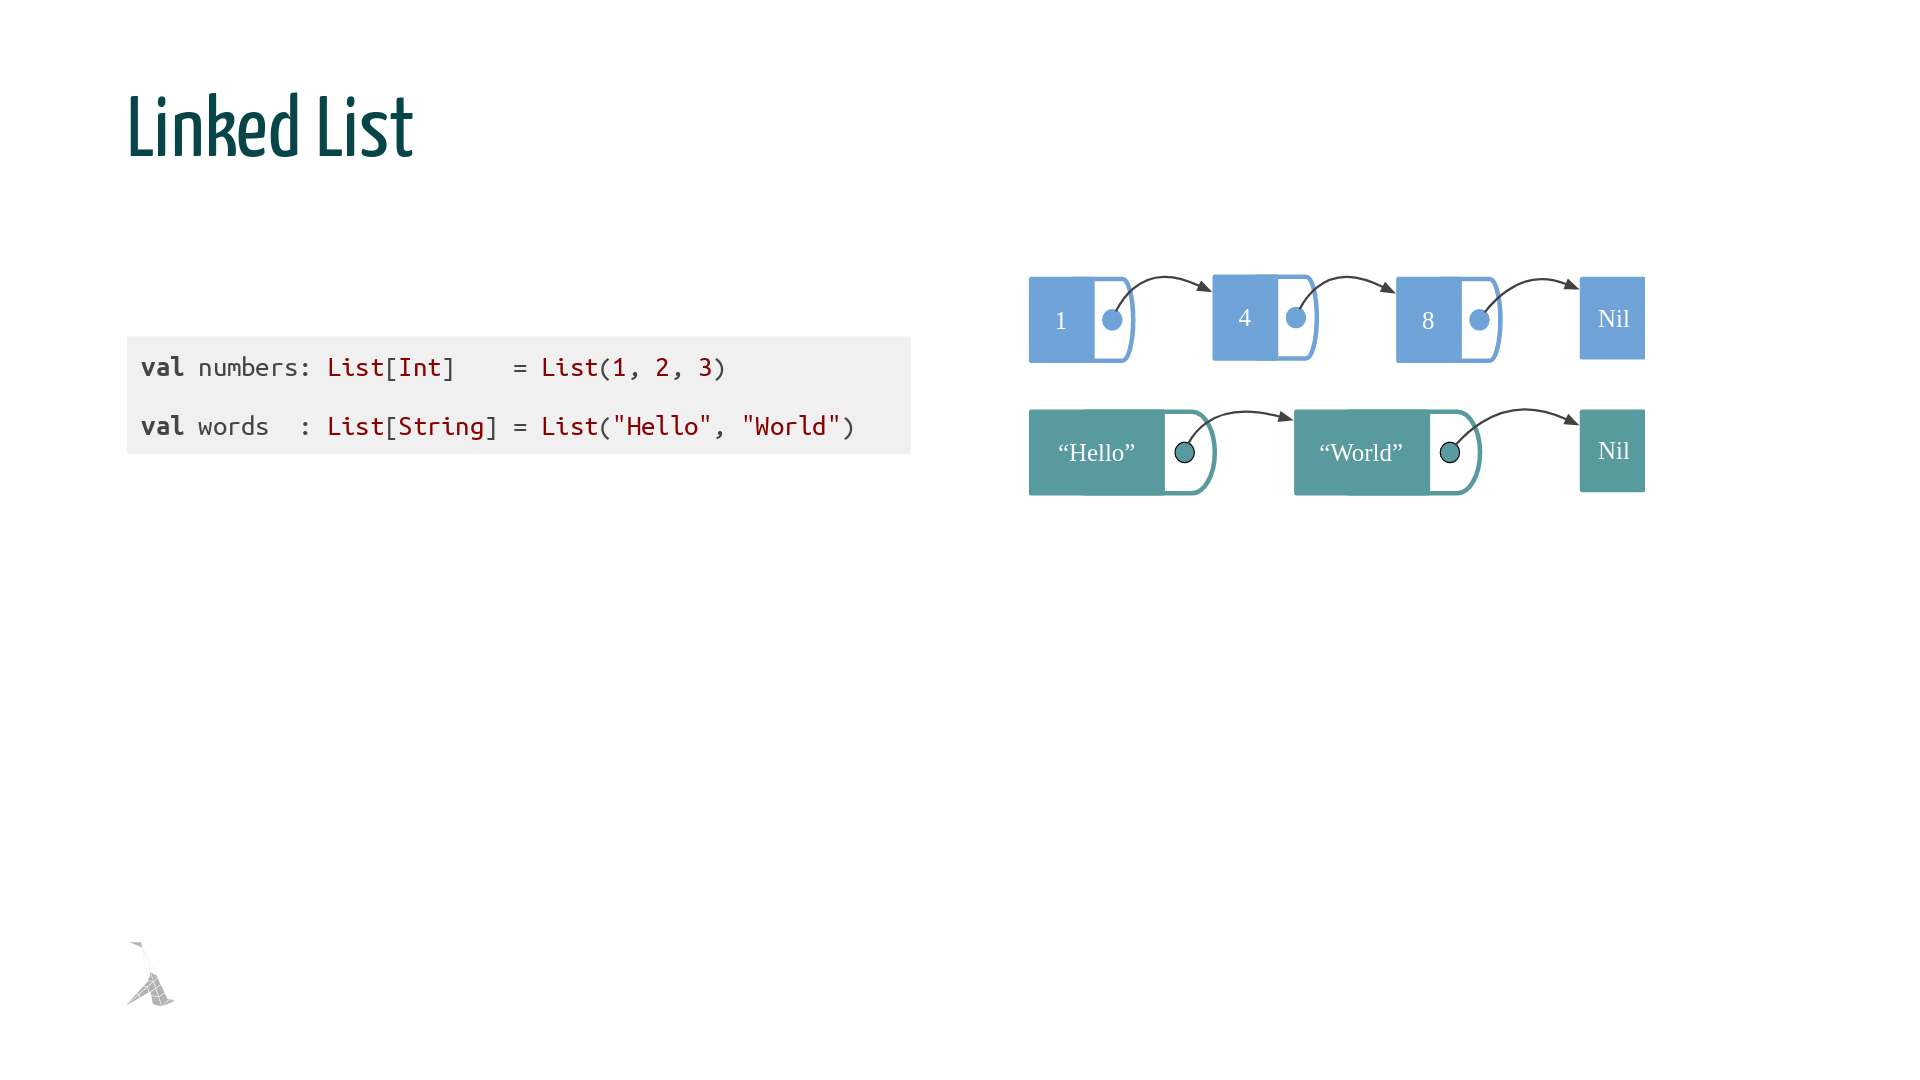 Linked List
val numbers: List[Int]    = List(1, 2, 3)
val words  : List[String] = List("Hello", "World")
1 4 8 Nil
“Hello” “World” Nil